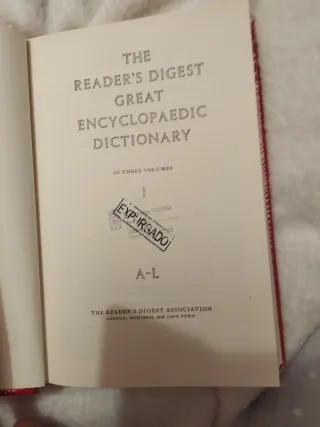 THE
READER'S DIGEST
GREAT
ENCYCLOPAEDIC
DICTIONARY
IN THREE VOLUMES
I
EXPURGADO
A–L
THE READER'S DIGEST ASSOCIATION
LONDON, MONTREAL and CAPE TOWN